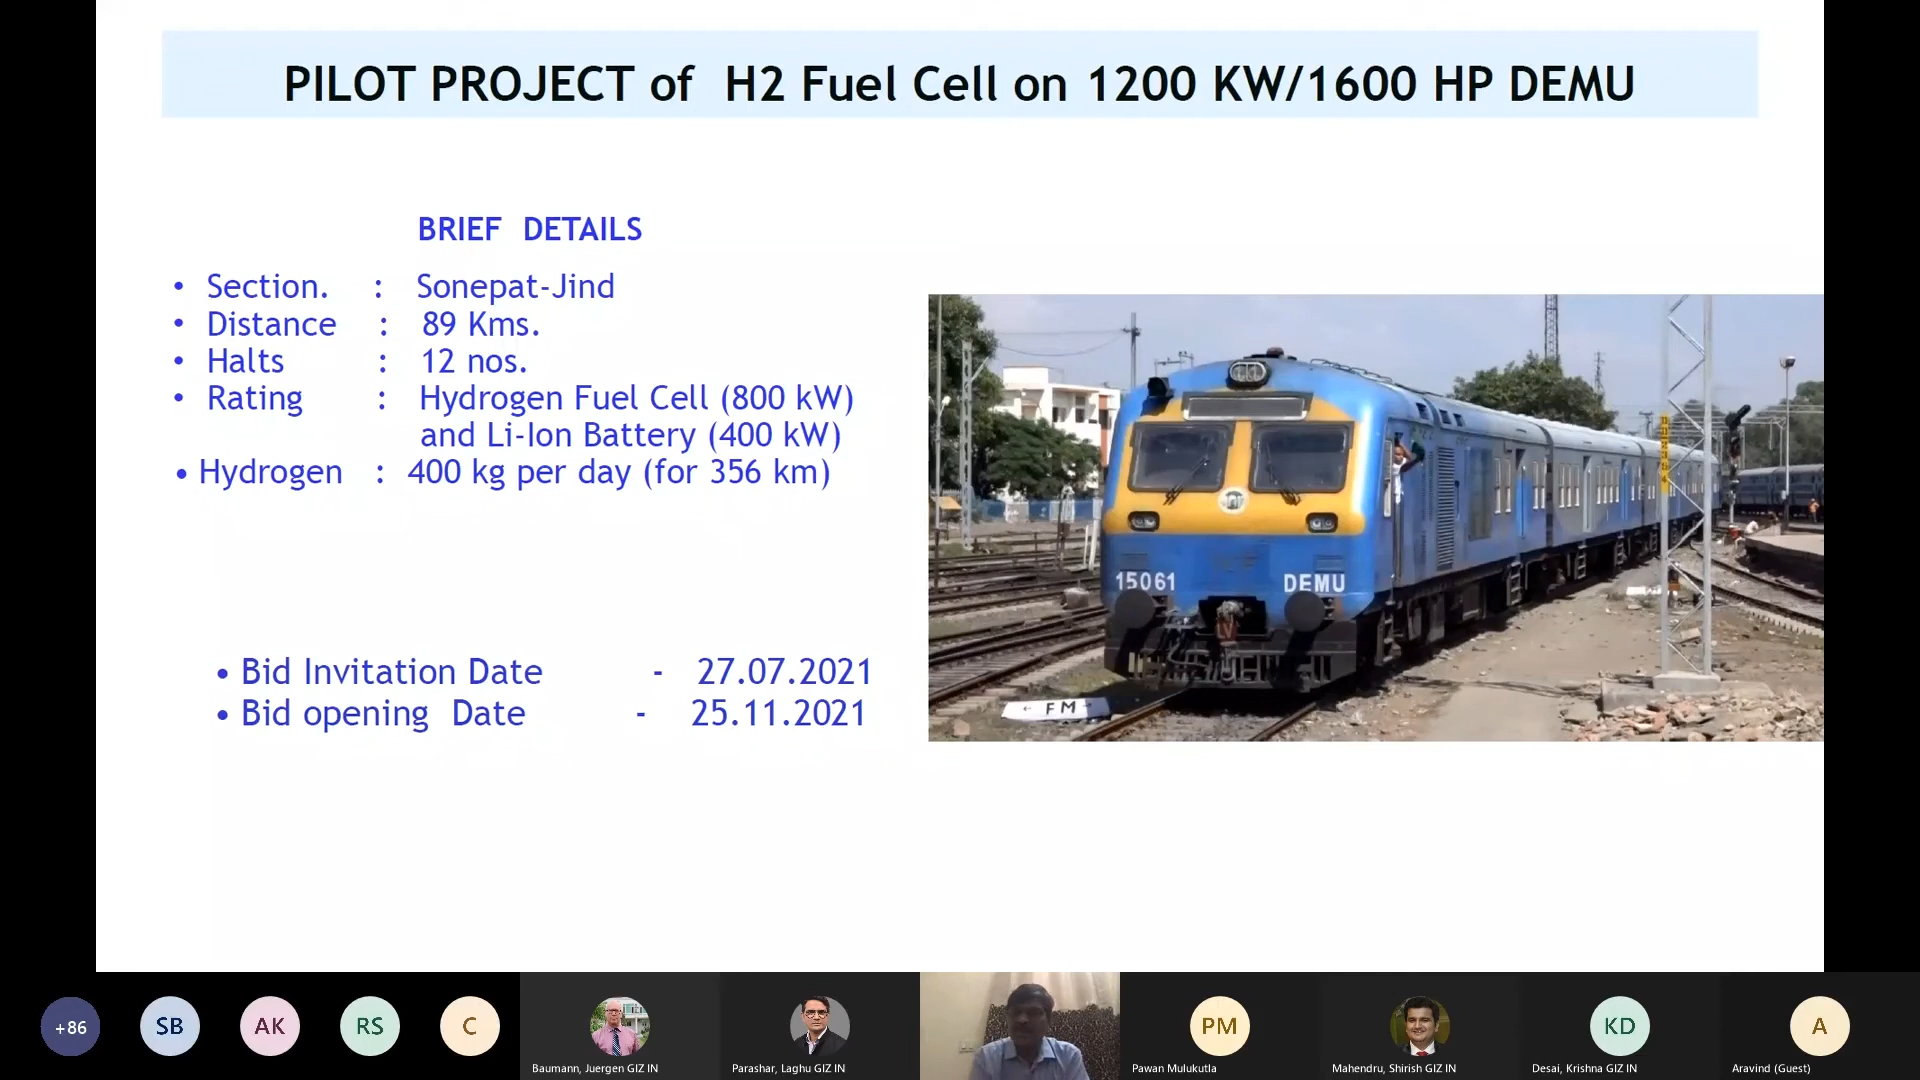 PILOT PROJECT of H2 Fuel Cell on 1200 KW/1600 HP DEMU
BRIEF DETAILS
• Section. : Sonepat-Jind
• Distance : 89 Kms.
• Halts : 12 nos.
• Rating : Hydrogen Fuel Cell (800 kW)
and Li-Ion Battery (400 kW)
• Hydrogen : 400 kg per day (for 356 km)
• Bid Invitation Date - 27.07.2021
• Bid opening Date - 25.11.2021
15061 DEMU
← FM
+86
SB
AK
RS
C
Baumann, Juergen GIZ IN
Parashar, Laghu GIZ IN
PM
Pawan Mulukutla
Mahendru, Shirish GIZ IN
KD
Desai, Krishna GIZ IN
A
Aravind (Guest)